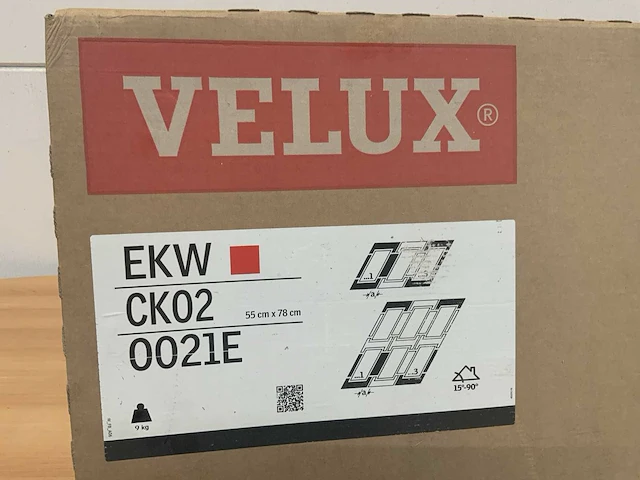 VELUX®
EKW
CK02 55 cm x 78 cm
0021E
9 kg
15°-90°